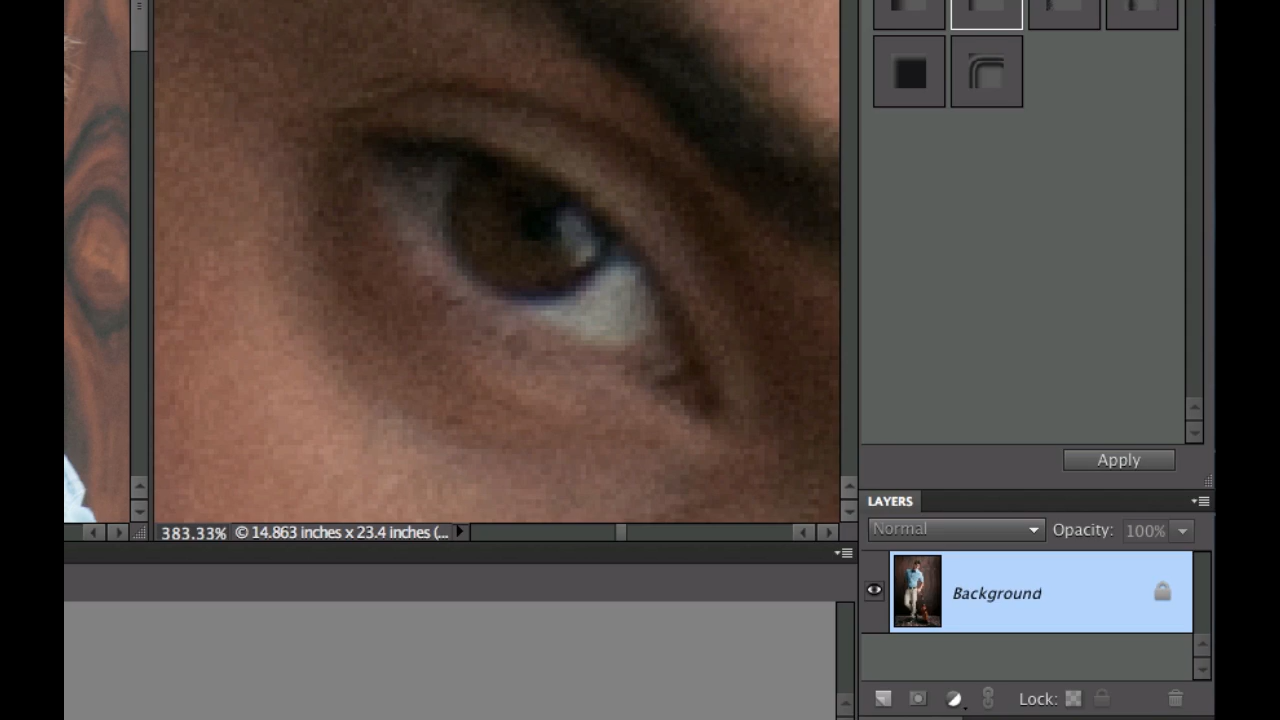 Apply
LAYERS
Normal
Opacity: 100%
383.33%
© 14.863 inches x 23.4 inches (...
Background
Lock: